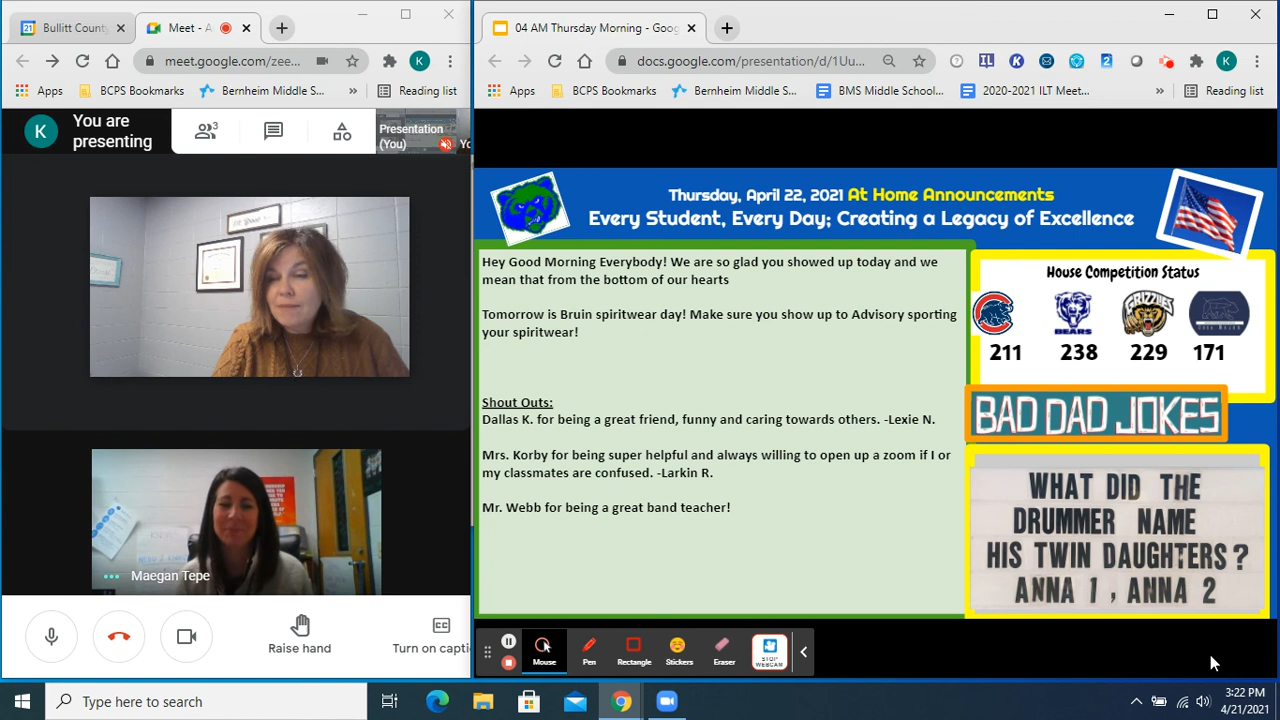 Bullitt County
Meet - A
04 AM Thursday Morning - Goog
meet.google.com/zee...
K
docs.google.com/presentation/d/1Uu...
K
Apps
BCPS Bookmarks
Bernheim Middle S...
»
Reading list
Apps
BCPS Bookmarks
Bernheim Middle S...
BMS Middle School...
2020-2021 ILT Meet...
»
Reading list
K
You are
presenting
3
Presentation
(You)
Thursday, April 22, 2021 At Home Announcements
Every Student, Every Day; Creating a Legacy of Excellence
Hey Good Morning Everybody! We are so glad you showed up today and we
mean that from the bottom of our hearts
Tomorrow is Bruin spiritwear day! Make sure you show up to Advisory sporting
your spiritwear!
Shout Outs:
Dallas K. for being a great friend, funny and caring towards others. -Lexie N.
Mrs. Korby for being super helpful and always willing to open up a zoom if I or
my classmates are confused. -Larkin R.
Mr. Webb for being a great band teacher!
House Competition Status
BEARS
GRIZZLIES
211 238 229 171
BAD DAD JOKES
WHAT DID THE
DRUMMER NAME
HIS TWIN DAUGHTERS?
ANNA 1, ANNA 2
Maegan Tepe
Raise hand
Turn on capti
Mouse
Pen
Rectangle
Stickers
Eraser
STOP
WEBCAM
Type here to search
3:22 PM
4/21/2021